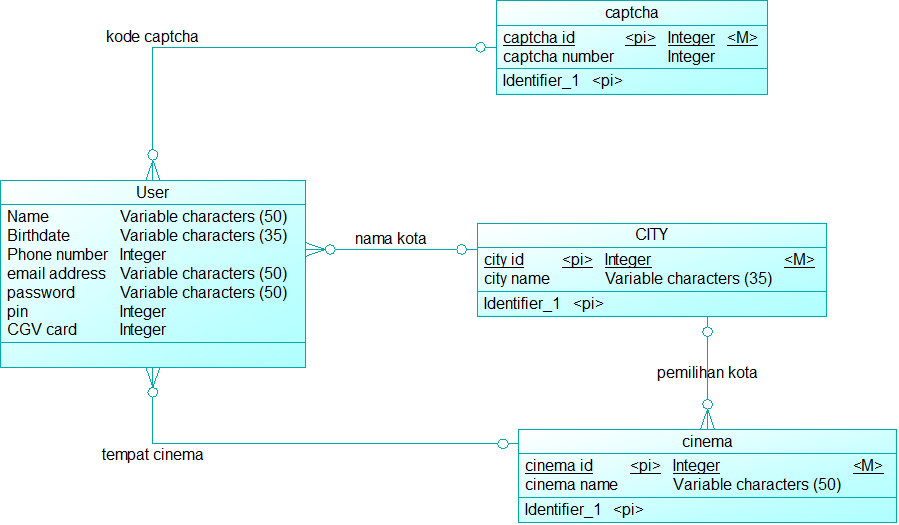 captcha
captcha id <pi> Integer <M>
captcha number Integer
Identifier_1 <pi>
kode captcha
User
Name Variable characters (50)
Birthdate Variable characters (35)
Phone number Integer
email address Variable characters (50)
password Variable characters (50)
pin Integer
CGV card Integer
nama kota
CITY
city id <pi> Integer <M>
city name Variable characters (35)
Identifier_1 <pi>
pemilihan kota
tempat cinema
cinema
cinema id <pi> Integer <M>
cinema name Variable characters (50)
Identifier_1 <pi>